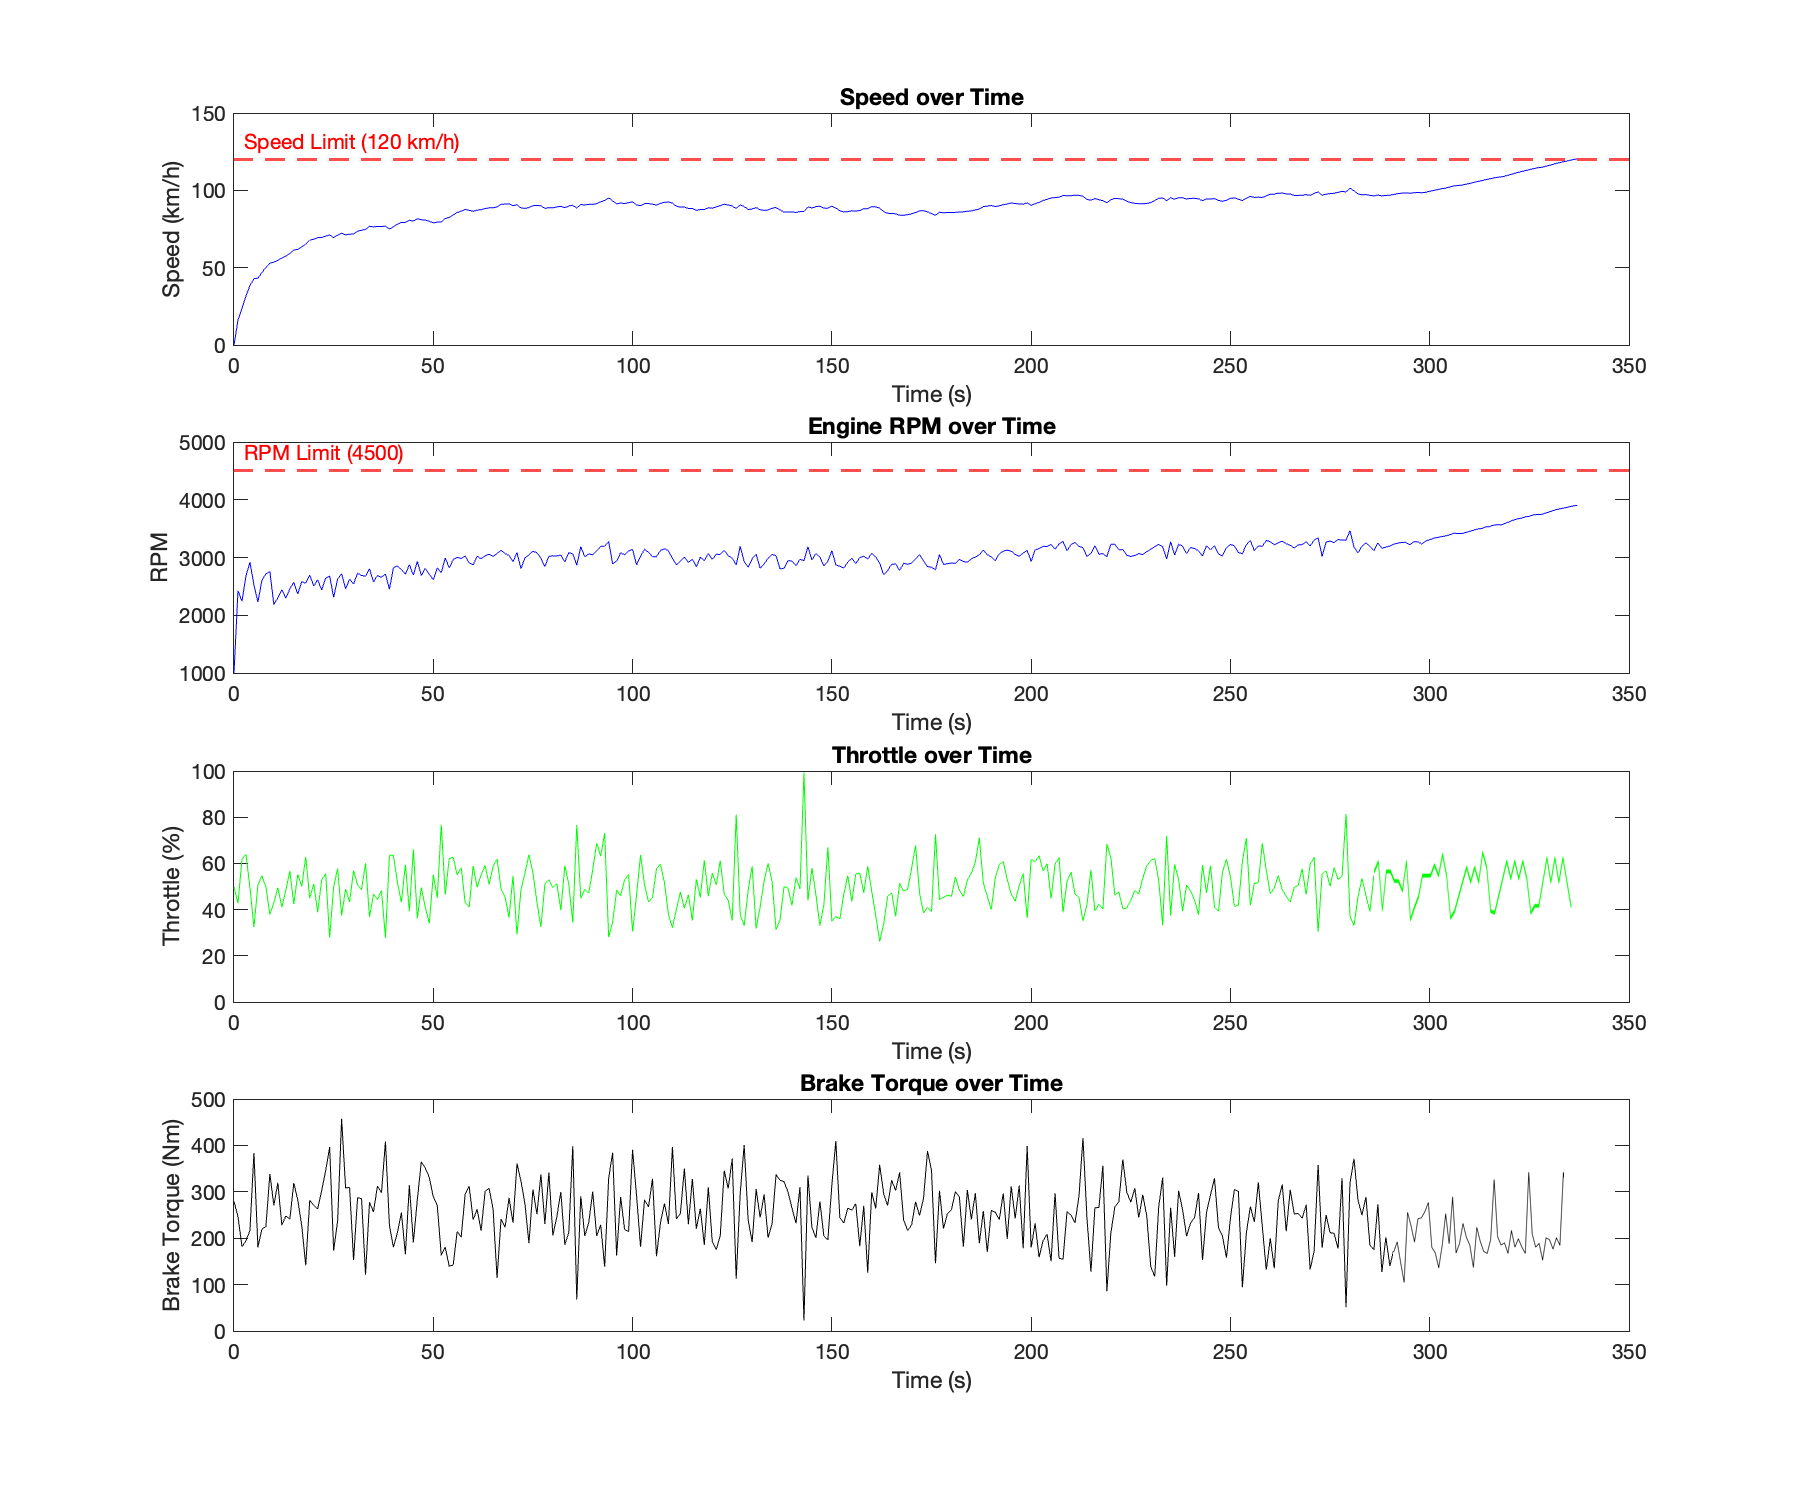 Speed over Time
150
Speed Limit (120 km/h)
100
50
0
Speed (km/h)
0 50 100 150 200 250 300 350
Time (s)
Engine RPM over Time
5000
RPM Limit (4500)
4000
3000
2000
1000
RPM
0 50 100 150 200 250 300 350
Time (s)
Throttle over Time
100
80
60
40
20
0
Throttle (%)
0 50 100 150 200 250 300 350
Time (s)
Brake Torque over Time
500
400
300
200
100
0
Brake Torque (Nm)
0 50 100 150 200 250 300 350
Time (s)